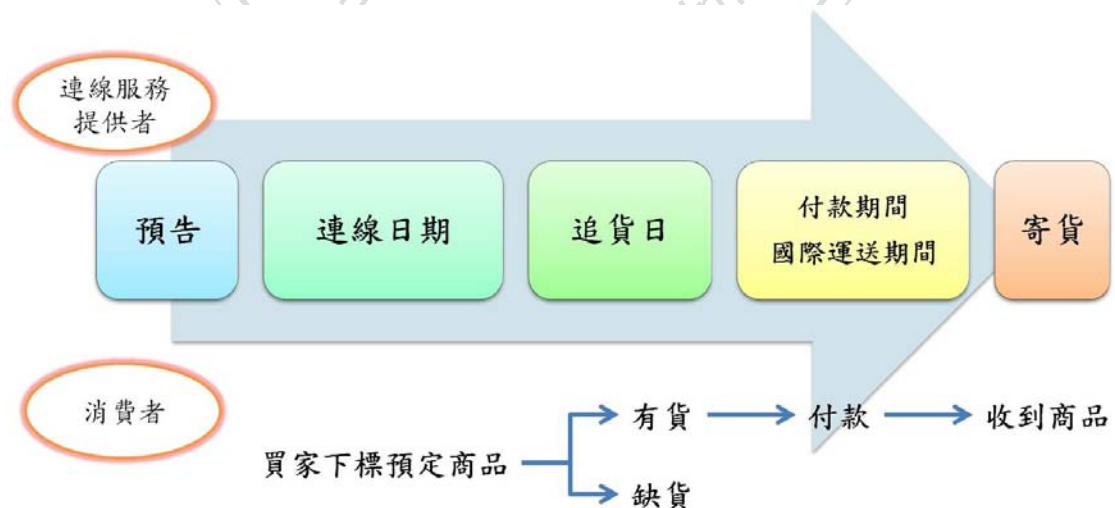 連線服務
提供者
預告
連線日期
追貨日
付款期間
國際運送期間
寄貨
消費者
買家下標預定商品
有貨
付款
收到商品
缺貨